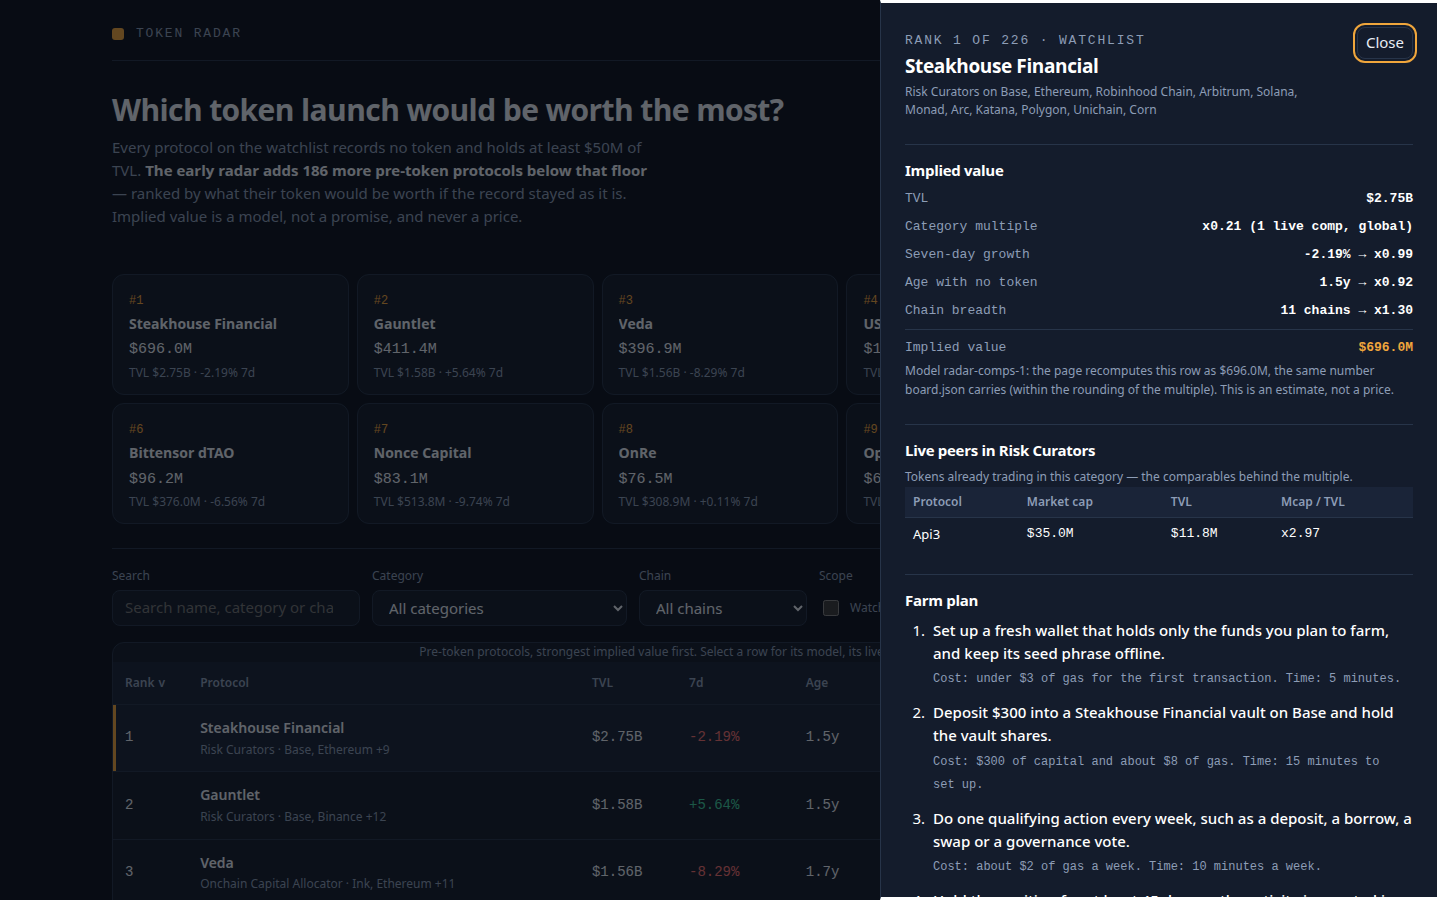 TOKEN RADAR
Which token launch would be worth the most?
Every protocol on the watchlist records no token and holds at least $50M of
TVL. The early radar adds 186 more pre-token protocols below that floor
— ranked by what their token would be worth if the record stayed as it is.
Implied value is a model, not a promise, and never a price.
#1
Steakhouse Financial
$696.0M
TVL $2.75B · -2.19% 7d
#2
Gauntlet
$411.4M
TVL $1.58B · +5.64% 7d
#3
Veda
$396.9M
TVL $1.56B · -8.29% 7d
#4
#6
Bittensor dTAO
$96.2M
TVL $376.0M · -6.56% 7d
#7
Nonce Capital
$83.1M
TVL $513.8M · -9.74% 7d
#8
OnRe
$76.5M
TVL $308.9M · +0.11% 7d
#9
Search
Category
Chain
Scope
Search name, category or cha
All categories
All chains
Pre-token protocols, strongest implied value first. Select a row for its model, its live
Rank v Protocol TVL 7d Age
1 Steakhouse Financial $2.75B -2.19% 1.5y
Risk Curators · Base, Ethereum +9
2 Gauntlet $1.58B +5.64% 1.5y
Risk Curators · Base, Binance +12
3 Veda $1.56B -8.29% 1.7y
Onchain Capital Allocator · Ink, Ethereum +11
RANK 1 OF 226 · WATCHLIST
Close
Steakhouse Financial
Risk Curators on Base, Ethereum, Robinhood Chain, Arbitrum, Solana,
Monad, Arc, Katana, Polygon, Unichain, Corn
Implied value
TVL $2.75B
Category multiple x0.21 (1 live comp, global)
Seven-day growth -2.19% → x0.99
Age with no token 1.5y → x0.92
Chain breadth 11 chains → x1.30
Implied value $696.0M
Model radar-comps-1: the page recomputes this row as $696.0M, the same number
board.json carries (within the rounding of the multiple). This is an estimate, not a price.
Live peers in Risk Curators
Tokens already trading in this category — the comparables behind the multiple.
Protocol Market cap TVL Mcap / TVL
Api3 $35.0M $11.8M x2.97
Farm plan
1. Set up a fresh wallet that holds only the funds you plan to farm,
and keep its seed phrase offline.
Cost: under $3 of gas for the first transaction. Time: 5 minutes.
2. Deposit $300 into a Steakhouse Financial vault on Base and hold
the vault shares.
Cost: $300 of capital and about $8 of gas. Time: 15 minutes to
set up.
3. Do one qualifying action every week, such as a deposit, a borrow, a
swap or a governance vote.
Cost: about $2 of gas a week. Time: 10 minutes a week.